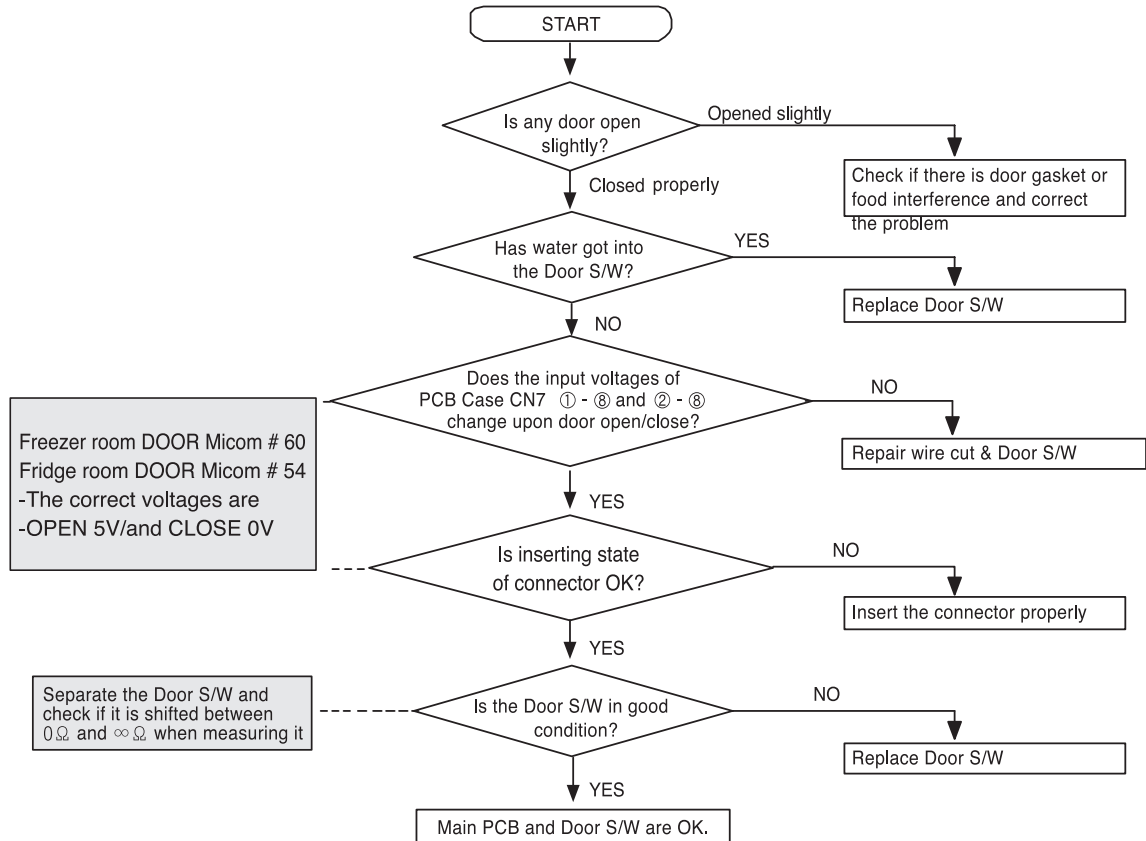 START
Is any door open
slightly?
Opened slightly
Check if there is door gasket or
food interference and correct
the problem
Closed properly
Has water got into
the Door S/W?
YES
Replace Door S/W
NO
Does the input voltages of
PCB Case CN7 ① - ⑧ and ② - ⑧
change upon door open/close?
NO
Repair wire cut & Door S/W
Freezer room DOOR Micom # 60
Fridge room DOOR Micom # 54
-The correct voltages are
-OPEN 5V/and CLOSE 0V
YES
Is inserting state
of connector OK?
NO
Insert the connector properly
YES
Separate the Door S/W and
check if it is shifted between
0Ω and ∞Ω when measuring it
Is the Door S/W in good
condition?
NO
Replace Door S/W
YES
Main PCB and Door S/W are OK.